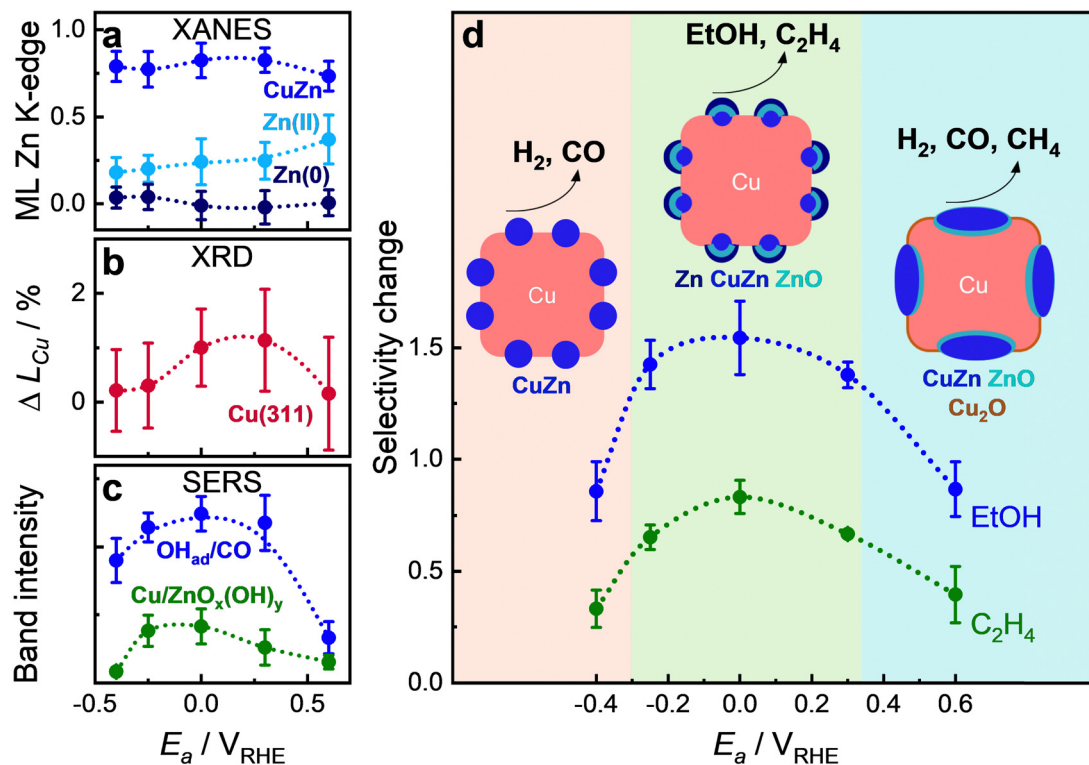 a XANES
ML Zn K-edge
1.0
0.5
0.0
CuZn
Zn(II)
Zn(0)
b XRD
Δ L_Cu / %
2
0
Cu(311)
c SERS
Band intensity
OH_ad/CO
Cu/ZnO_x(OH)_y
-0.5
0.0
0.5
E_a / V_RHE
d
Selectivity change
1.5
1.0
0.5
0.0
H₂, CO
Cu
CuZn
EtOH, C₂H₄
Cu
Zn CuZn ZnO
H₂, CO, CH₄
Cu
CuZn ZnO
Cu₂O
EtOH
C₂H₄
-0.4 -0.2 0.0 0.2 0.4 0.6
E_a / V_RHE